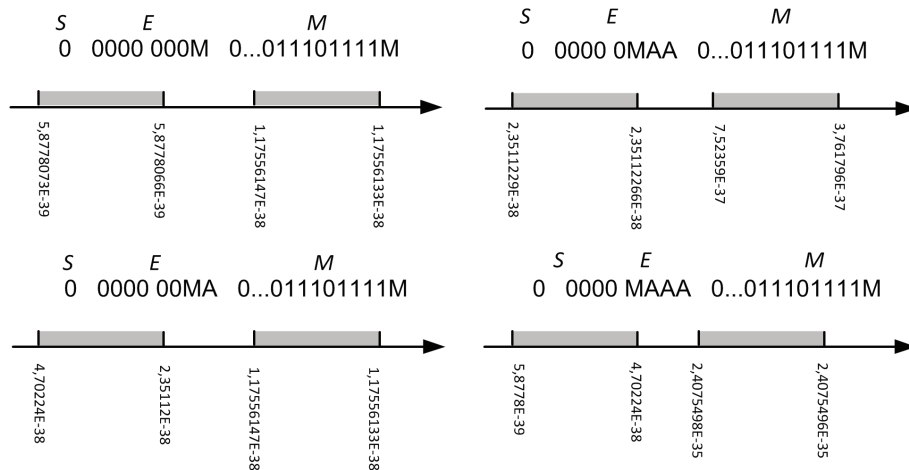 S E M
0 0000 000M 0...011101111M
5,8778073E-39
5,8778066E-39
1,17556147E-38
1,17556133E-38
S E M
0 0000 0MAA 0...011101111M
2,3511229E-38
2,35112266E-38
7,52359E-37
3,761796E-37
S E M
0 0000 00MA 0...011101111M
4,70224E-38
2,35112E-38
1,17556147E-38
1,17556133E-38
S E M
0 0000 MAAA 0...011101111M
5,8778E-39
4,70224E-38
2,4075498E-35
2,4075496E-35